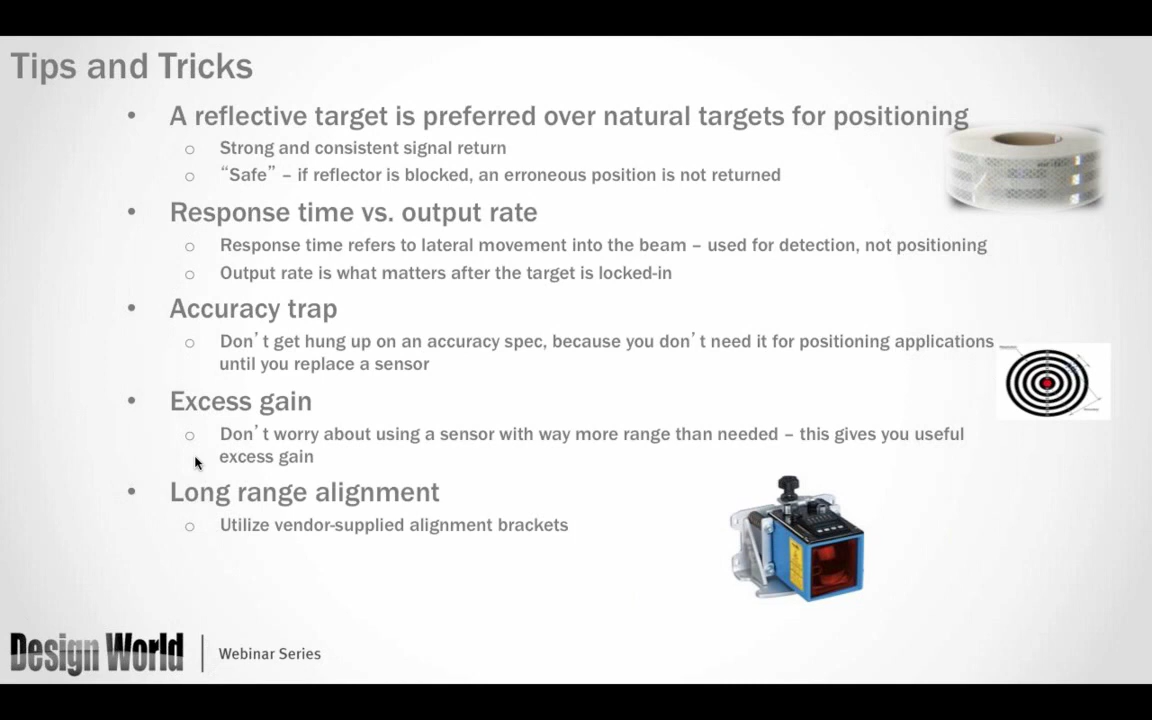 Tips and Tricks
• A reflective target is preferred over natural targets for positioning
○ Strong and consistent signal return
○ “Safe” – if reflector is blocked, an erroneous position is not returned
• Response time vs. output rate
○ Response time refers to lateral movement into the beam – used for detection, not positioning
○ Output rate is what matters after the target is locked-in
• Accuracy trap
○ Don’t get hung up on an accuracy spec, because you don’t need it for positioning applications
until you replace a sensor
• Excess gain
○ Don’t worry about using a sensor with way more range than needed – this gives you useful
excess gain
• Long range alignment
○ Utilize vendor-supplied alignment brackets
Design World
Webinar Series